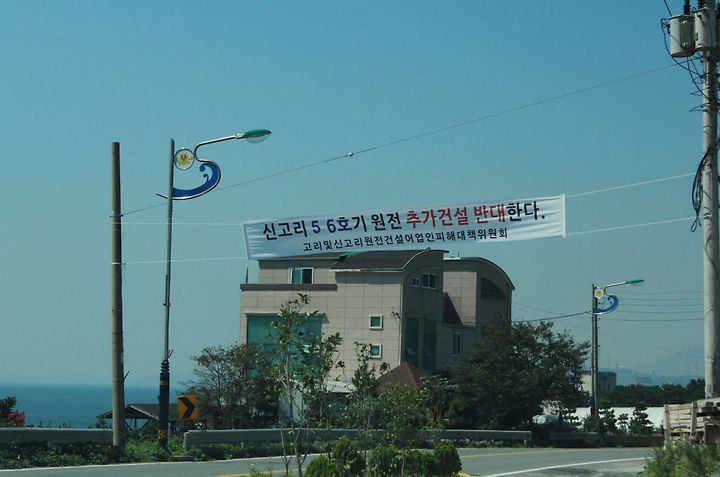 신고리 5 6호기 원전 추가건설 반대한다.
고리및신고리원전건설어업인피해대책위원회